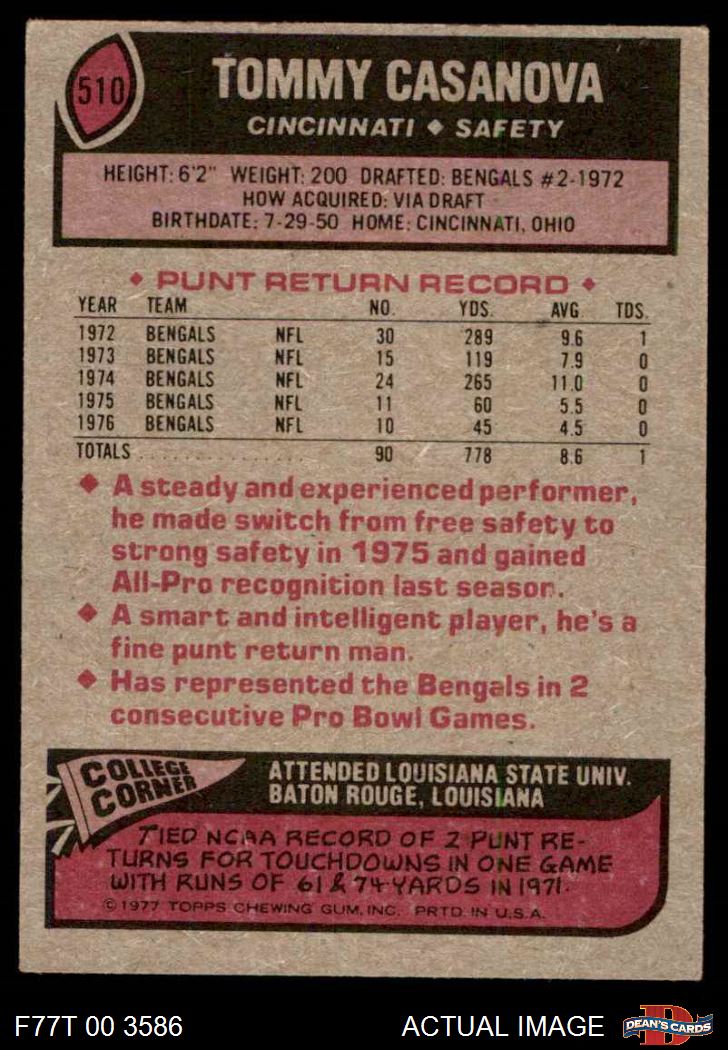 510
TOMMY CASANOVA
CINCINNATI ♦ SAFETY
HEIGHT: 6'2" WEIGHT: 200 DRAFTED: BENGALS #2-1972
HOW ACQUIRED: VIA DRAFT
BIRTHDATE: 7-29-50 HOME: CINCINNATI, OHIO
♦ PUNT RETURN RECORD ♦
YEAR TEAM NO. YDS. AVG TDS.
1972 BENGALS NFL 30 289 9.6 1
1973 BENGALS NFL 15 119 7.9 0
1974 BENGALS NFL 24 265 11.0 0
1975 BENGALS NFL 11 60 5.5 0
1976 BENGALS NFL 10 45 4.5 0
TOTALS . . . . . . . . . . . . . . . . 90 778 8.6 1
♦ A steady and experienced performer,
he made switch from free safety to
strong safety in 1975 and gained
All-Pro recognition last season.
♦ A smart and intelligent player, he's a
fine punt return man.
♦ Has represented the Bengals in 2
consecutive Pro Bowl Games.
COLLEGE
CORNER
ATTENDED LOUISIANA STATE UNIV.
BATON ROUGE, LOUISIANA
TIED NCAA RECORD OF 2 PUNT RE-
TURNS FOR TOUCHDOWNS IN ONE GAME
WITH RUNS OF 61 & 74 YARDS IN 1971.
© 1977 TOPPS CHEWING GUM, INC. PRTD. IN U.S.A.
F77T 00 3586 ACTUAL IMAGE
DEAN'S CARDS